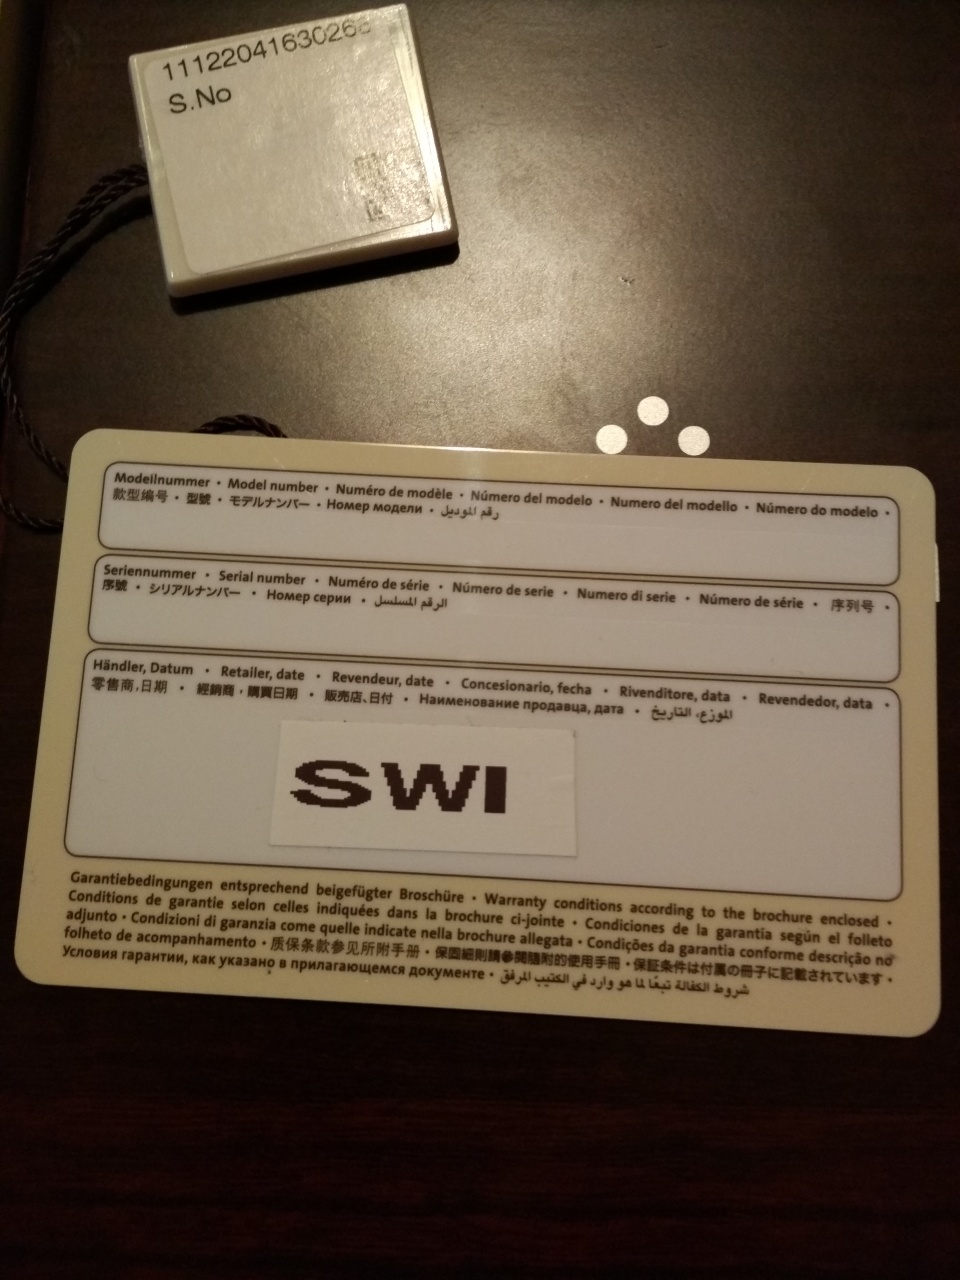 11122041630266
S.No
Modellnummer • Model number • Numéro de modèle • Número del modelo • Numero del modello • Número do modelo •
款型编号 • 型號 • モデルナンバー • Номер модели • رقم الموديل
Seriennummer • Serial number • Numéro de série • Número de serie • Numero di serie • Número de série • 序列号 •
序號 • シリアルナンバー • Номер серии • الرقم المسلسل
Händler, Datum • Retailer, date • Revendeur, date • Concesionario, fecha • Rivenditore, data • Revendedor, data •
零售商,日期 • 經銷商，購買日期 • 販売店、日付 • Наименование продавца, дата • الموزع، التاريخ
SWI
Garantiebedingungen entsprechend beigefügter Broschüre • Warranty conditions according to the brochure enclosed •
Conditions de garantie selon celles indiquées dans la brochure ci-jointe • Condiciones de la garantía según el folleto
adjunto • Condizioni di garanzia come quelle indicate nella brochure allegata • Condições da garantia conforme descrição no
folheto de acompanhamento • 质保条款参见所附手册 • 保固細則請參閱隨附的使用手冊 • 保証条件は付属の冊子に記載されています •
Условия гарантии, как указано в прилагающемся документе • شروط الكفالة تبعًا لما هو وارد في الكتيب المرفق